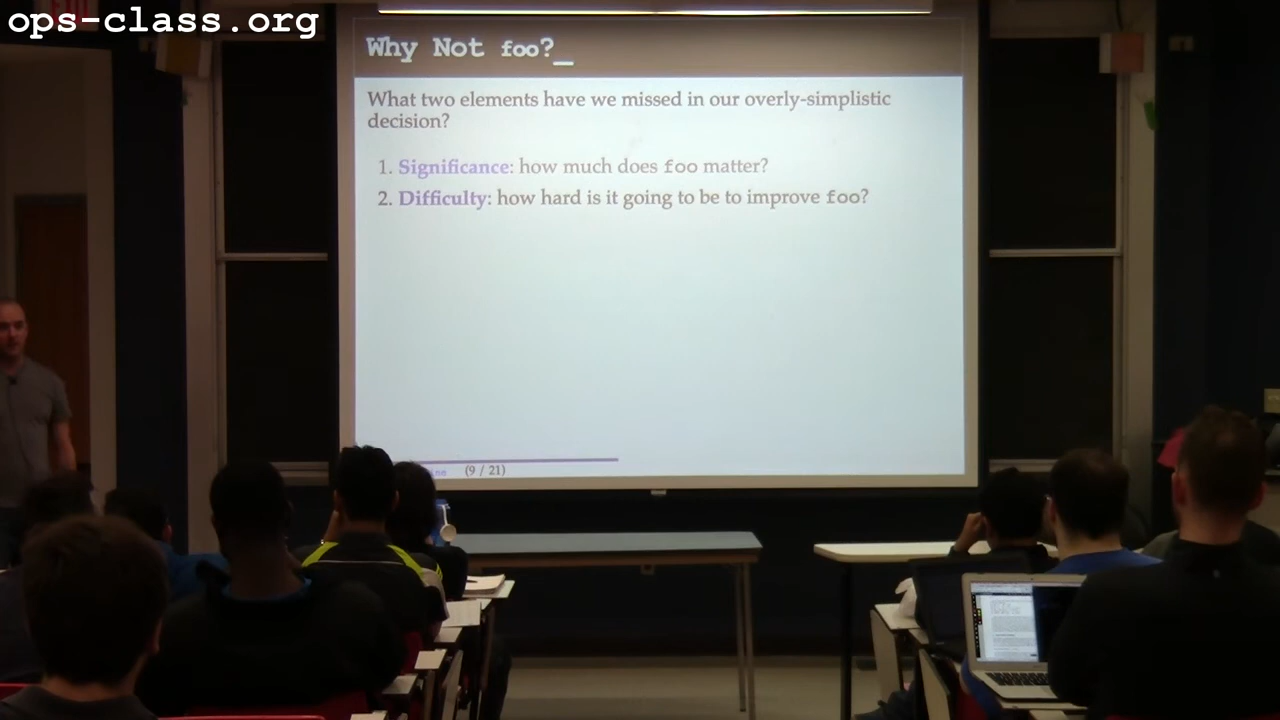 ops-class.org
Why Not foo?_
What two elements have we missed in our overly-simplistic
decision?
1. Significance: how much does foo matter?
2. Difficulty: how hard is it going to be to improve foo?
(9 / 21)